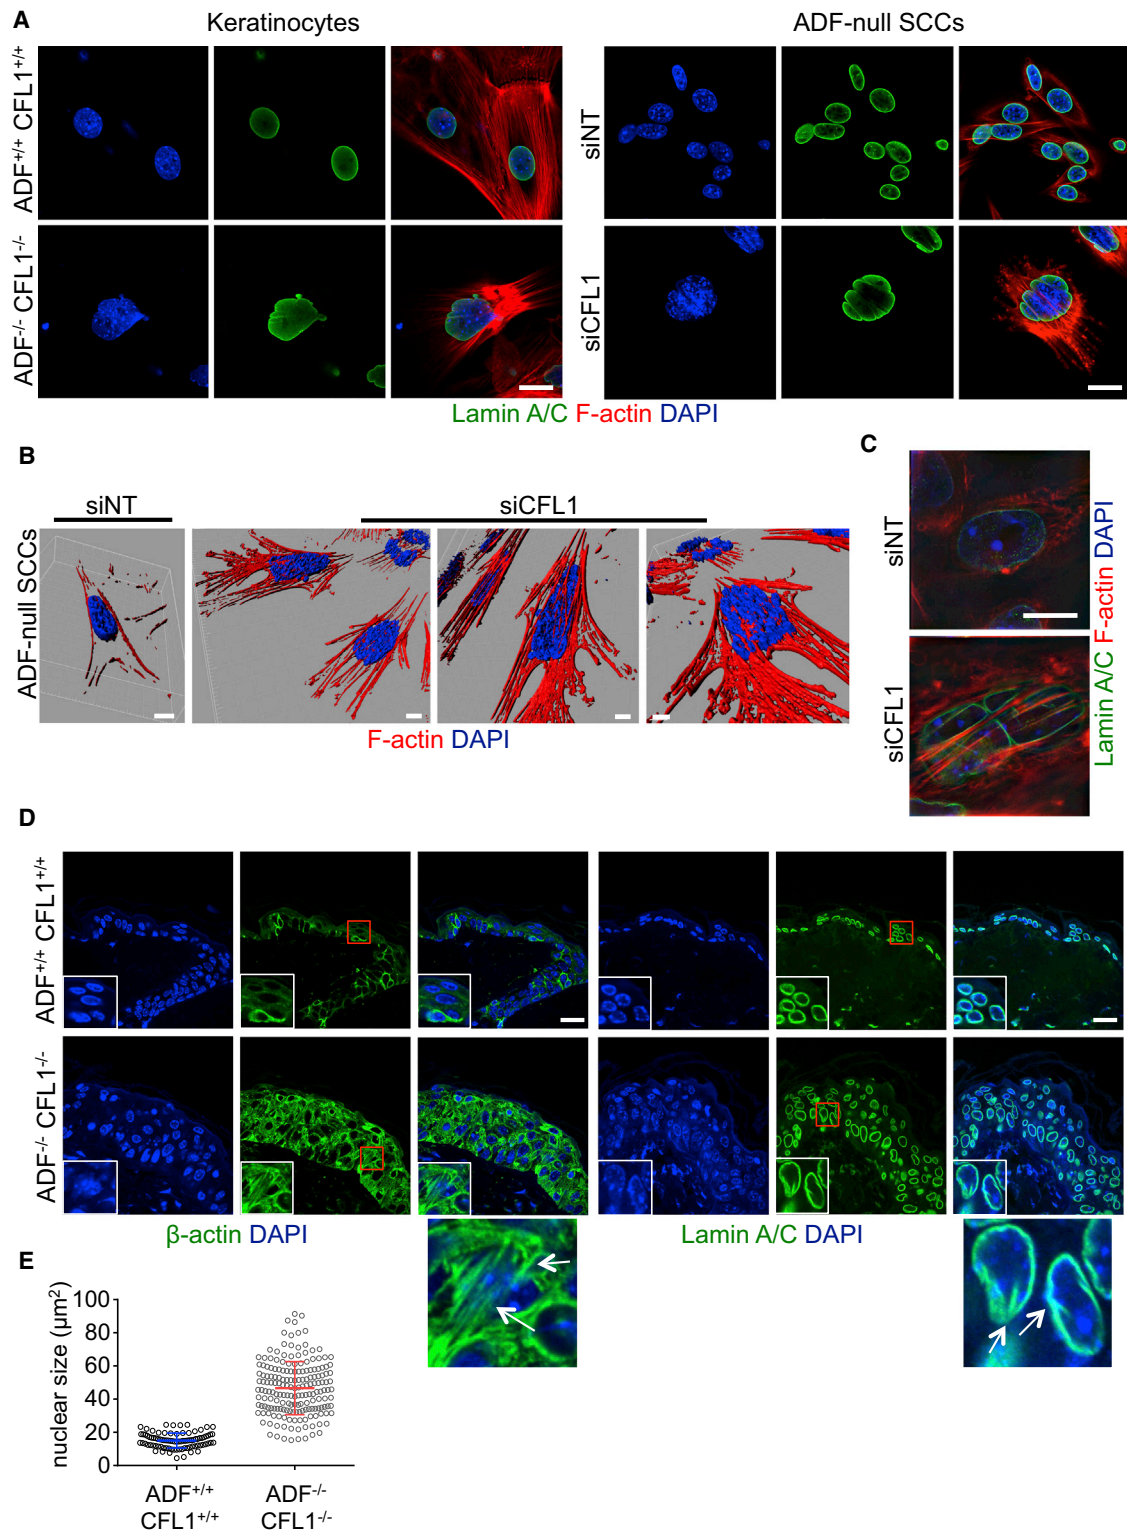 A
Keratinocytes
ADF-null SCCs
ADF+/+ CFL1+/+
ADF-/- CFL1-/-
siNT
siCFL1
Lamin A/C F-actin DAPI
B
siNT
siCFL1
ADF-null SCCs
F-actin DAPI
C
siNT
siCFL1
Lamin A/C F-actin DAPI
D
ADF+/+ CFL1+/+
ADF-/- CFL1-/-
β-actin DAPI
Lamin A/C DAPI
E
nuclear size (μm²)
100
80
60
40
20
0
ADF+/+
CFL1+/+
ADF-/-
CFL1-/-